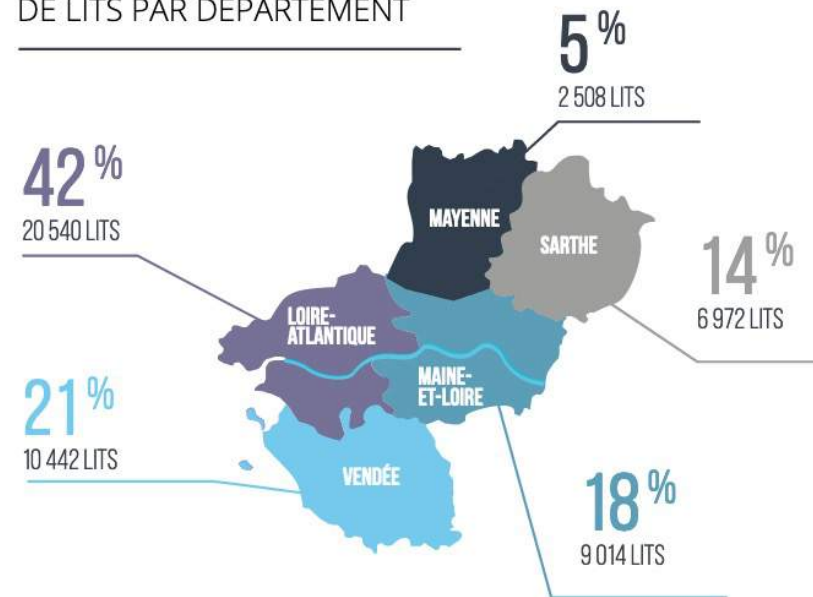 DE LITS PAR DÉPARTEMENT
5 %
2 508 LITS
42 %
20 540 LITS
MAYENNE
SARTHE
14 %
6 972 LITS
LOIRE-
ATLANTIQUE
MAINE-
ET-LOIRE
21 %
10 442 LITS
VENDÉE
18 %
9 014 LITS